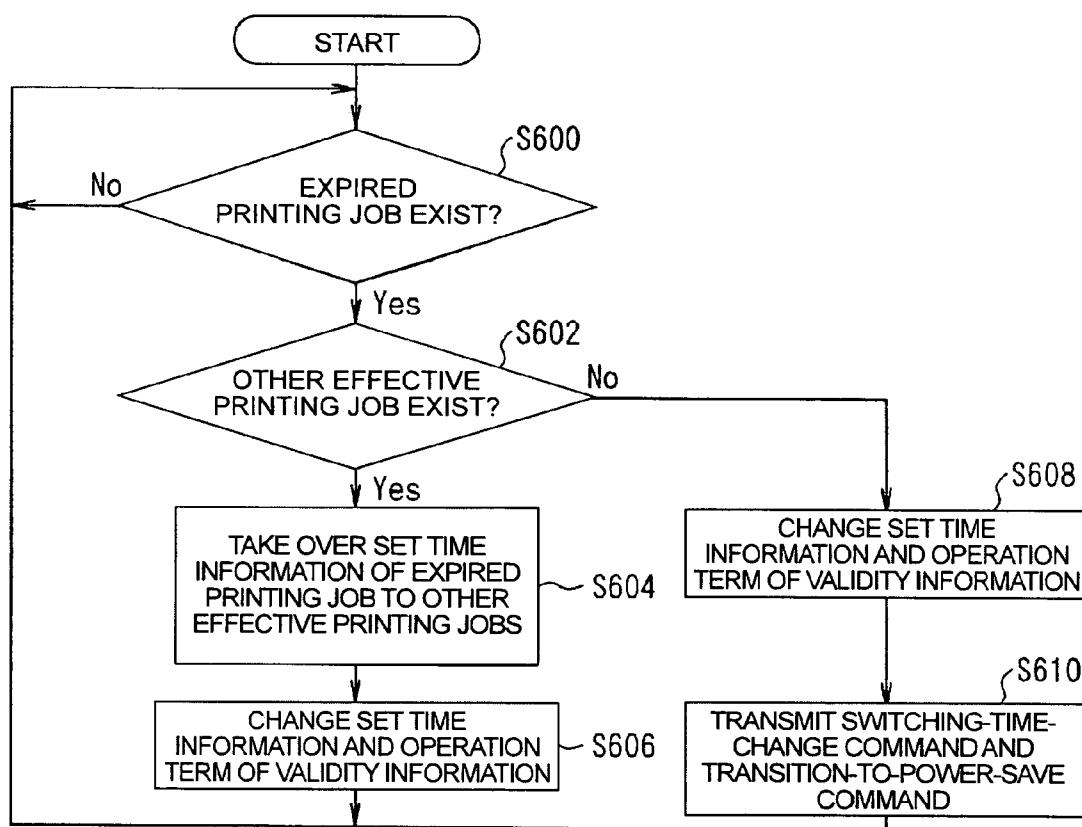 START
S600
EXPIRED
PRINTING JOB EXIST?
No
Yes
S602
OTHER EFFECTIVE
PRINTING JOB EXIST?
No
Yes
TAKE OVER SET TIME
INFORMATION OF EXPIRED
PRINTING JOB TO OTHER
EFFECTIVE PRINTING JOBS
S604
CHANGE SET TIME
INFORMATION AND OPERATION
TERM OF VALIDITY INFORMATION
S606
S608
CHANGE SET TIME
INFORMATION AND OPERATION
TERM OF VALIDITY INFORMATION
S610
TRANSMIT SWITCHING-TIME-
CHANGE COMMAND AND
TRANSITION-TO-POWER-SAVE
COMMAND